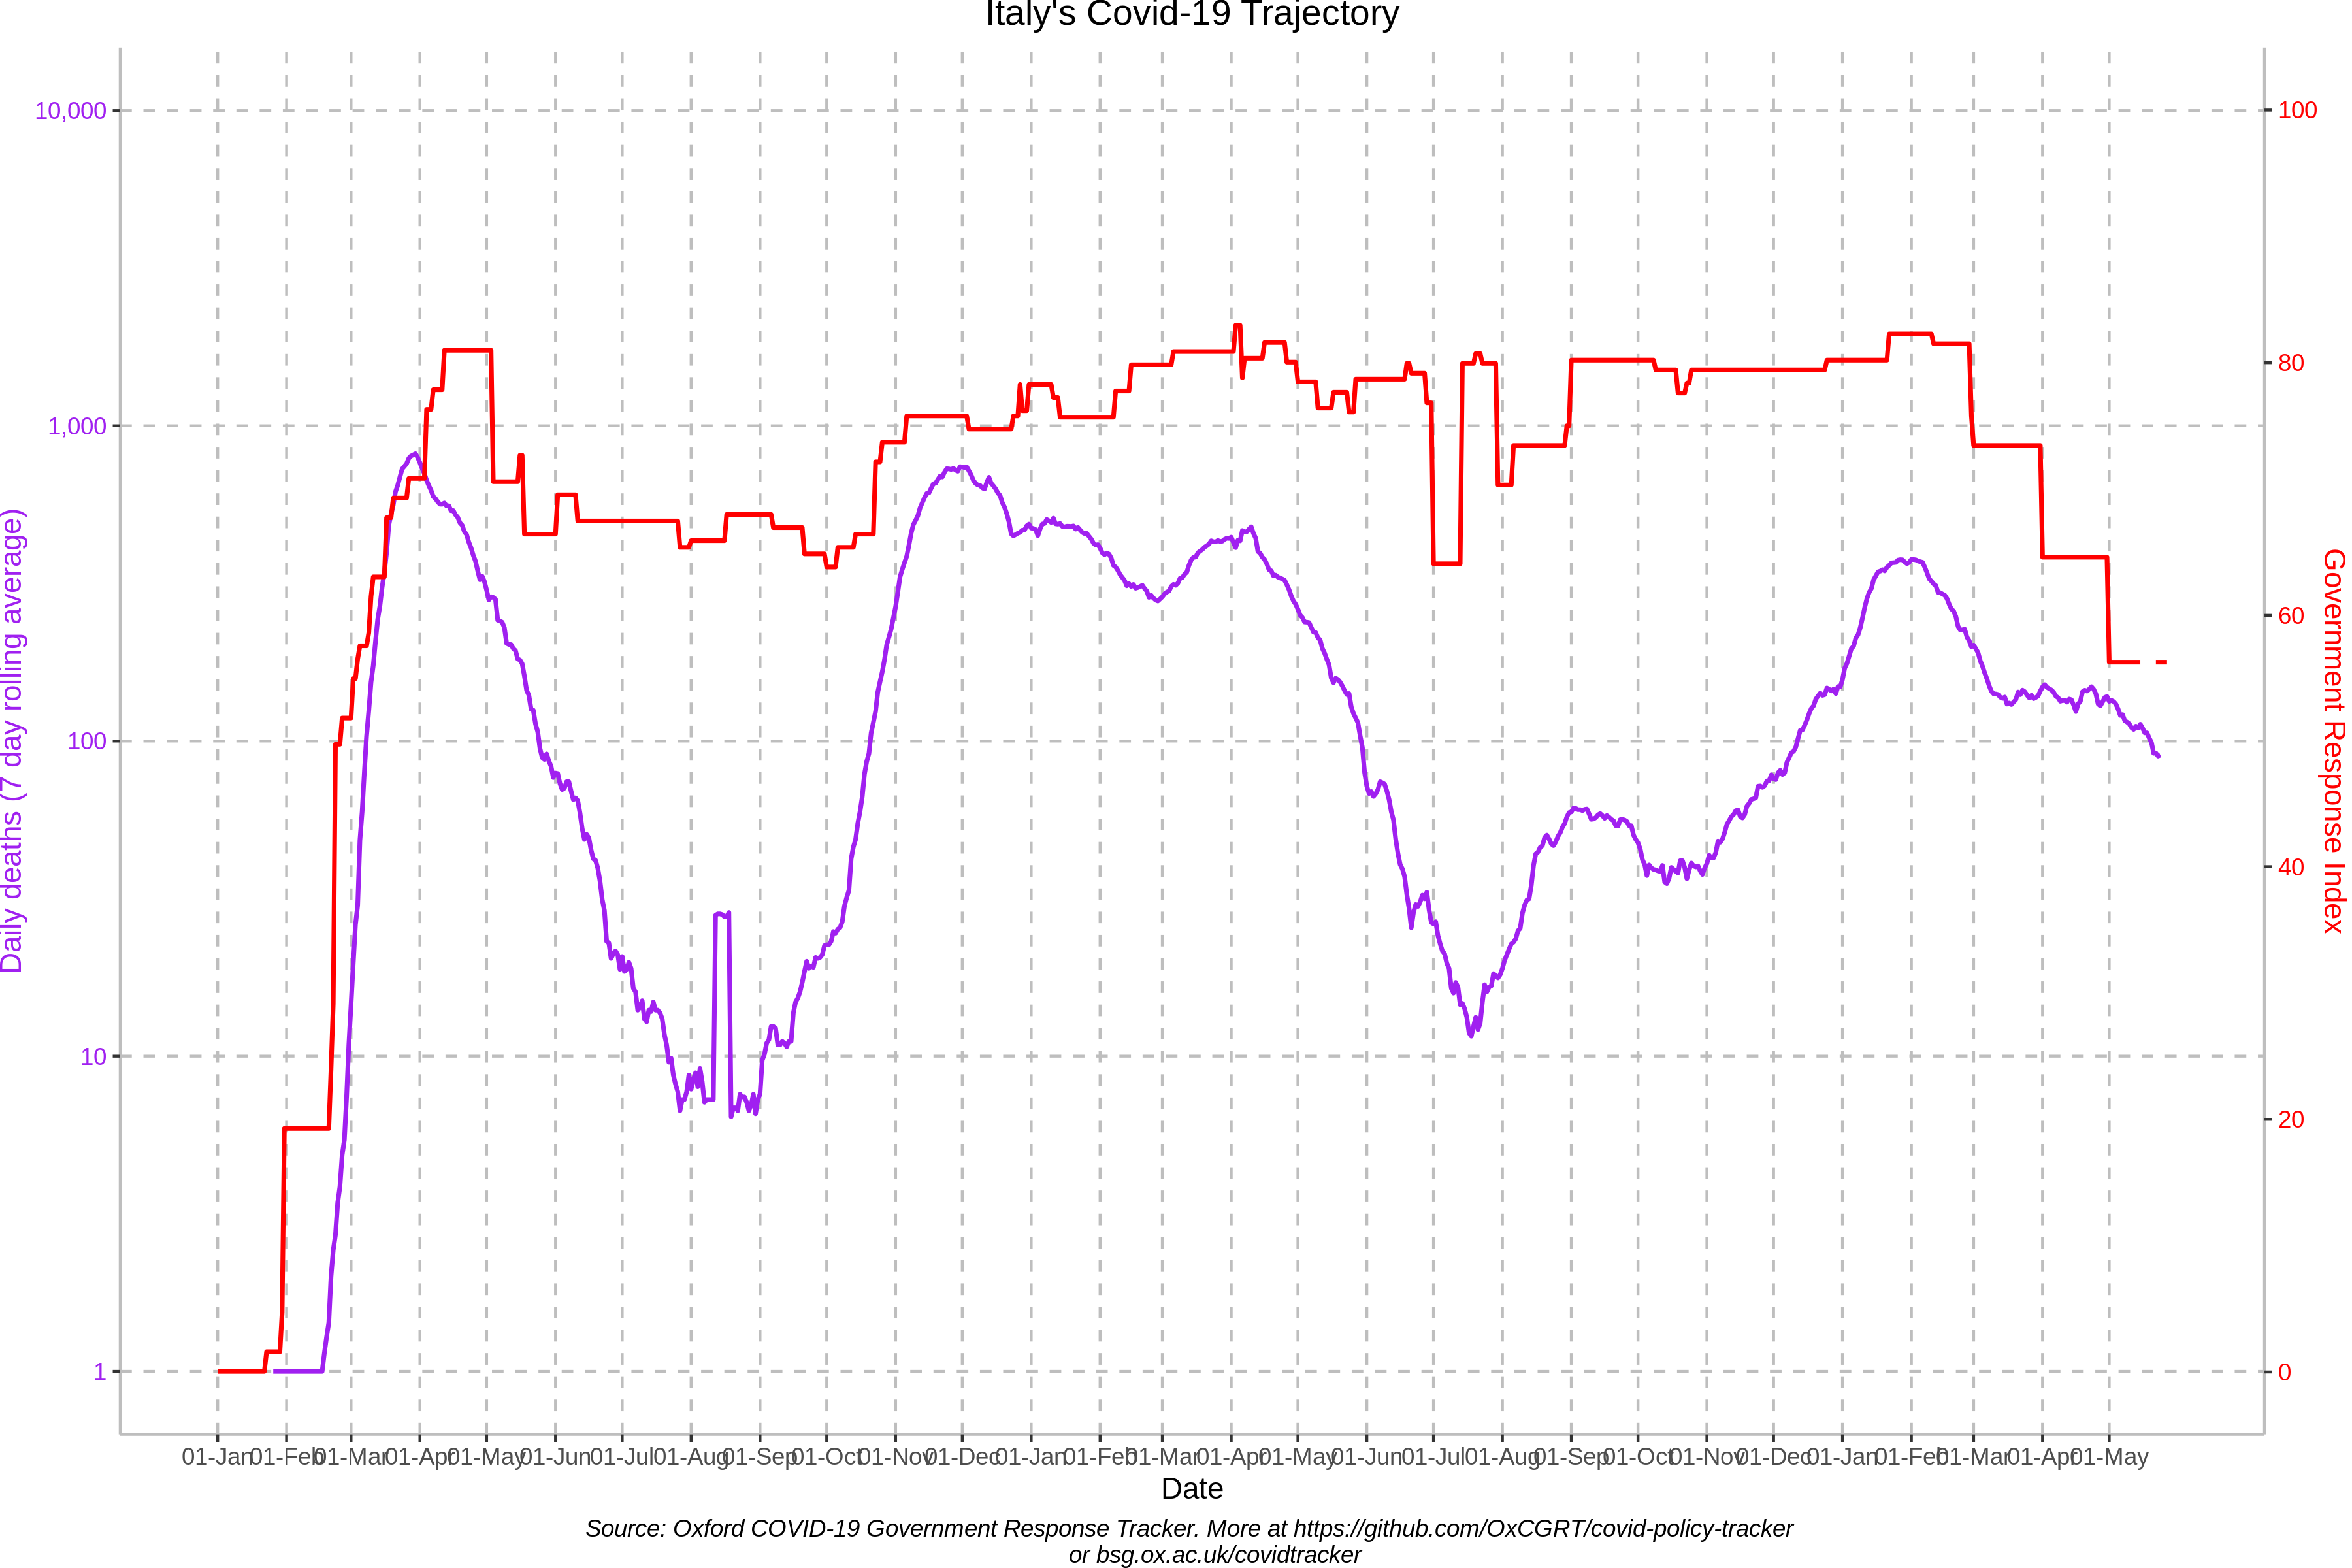 Italy's Covid-19 Trajectory
10,000
1,000
100
10
1
Daily deaths (7 day rolling average)
100
80
60
40
20
0
Government Response Index
01-Jan
01-Feb
01-Mar
01-Apr
01-May
01-Jun
01-Jul
01-Aug
01-Sep
01-Oct
01-Nov
01-Dec
01-Jan
01-Feb
01-Mar
01-Apr
01-May
01-Jun
01-Jul
01-Aug
01-Sep
01-Oct
01-Nov
01-Dec
01-Jan
01-Feb
01-Mar
01-Apr
01-May
Date
Source: Oxford COVID-19 Government Response Tracker. More at https://github.com/OxCGRT/covid-policy-tracker
or bsg.ox.ac.uk/covidtracker